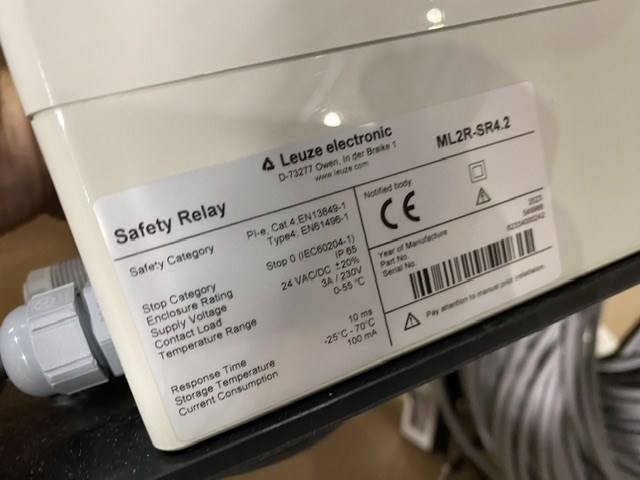 Leuze electronic
D-73277 Owen, In der Braike 1
www.leuze.com
ML2R-SR4.2
Safety Relay
Safety Category Pl-e, Cat 4,EN13849-1
Type4, EN61496-1
Stop Category Stop 0 (IEC60204-1)
Enclosure Rating IP 65
Supply Voltage 24 VAC/DC ±20%
Contact Load 3A / 230V
Temperature Range 0-55 °C
Response Time 10 ms
Storage Temperature -25°C - 70°C
Current Consumption 100 mA
Notified body
CE
Year of Manufacture 2023
Part No.
Serial No.
Pay attention to manual prior installation